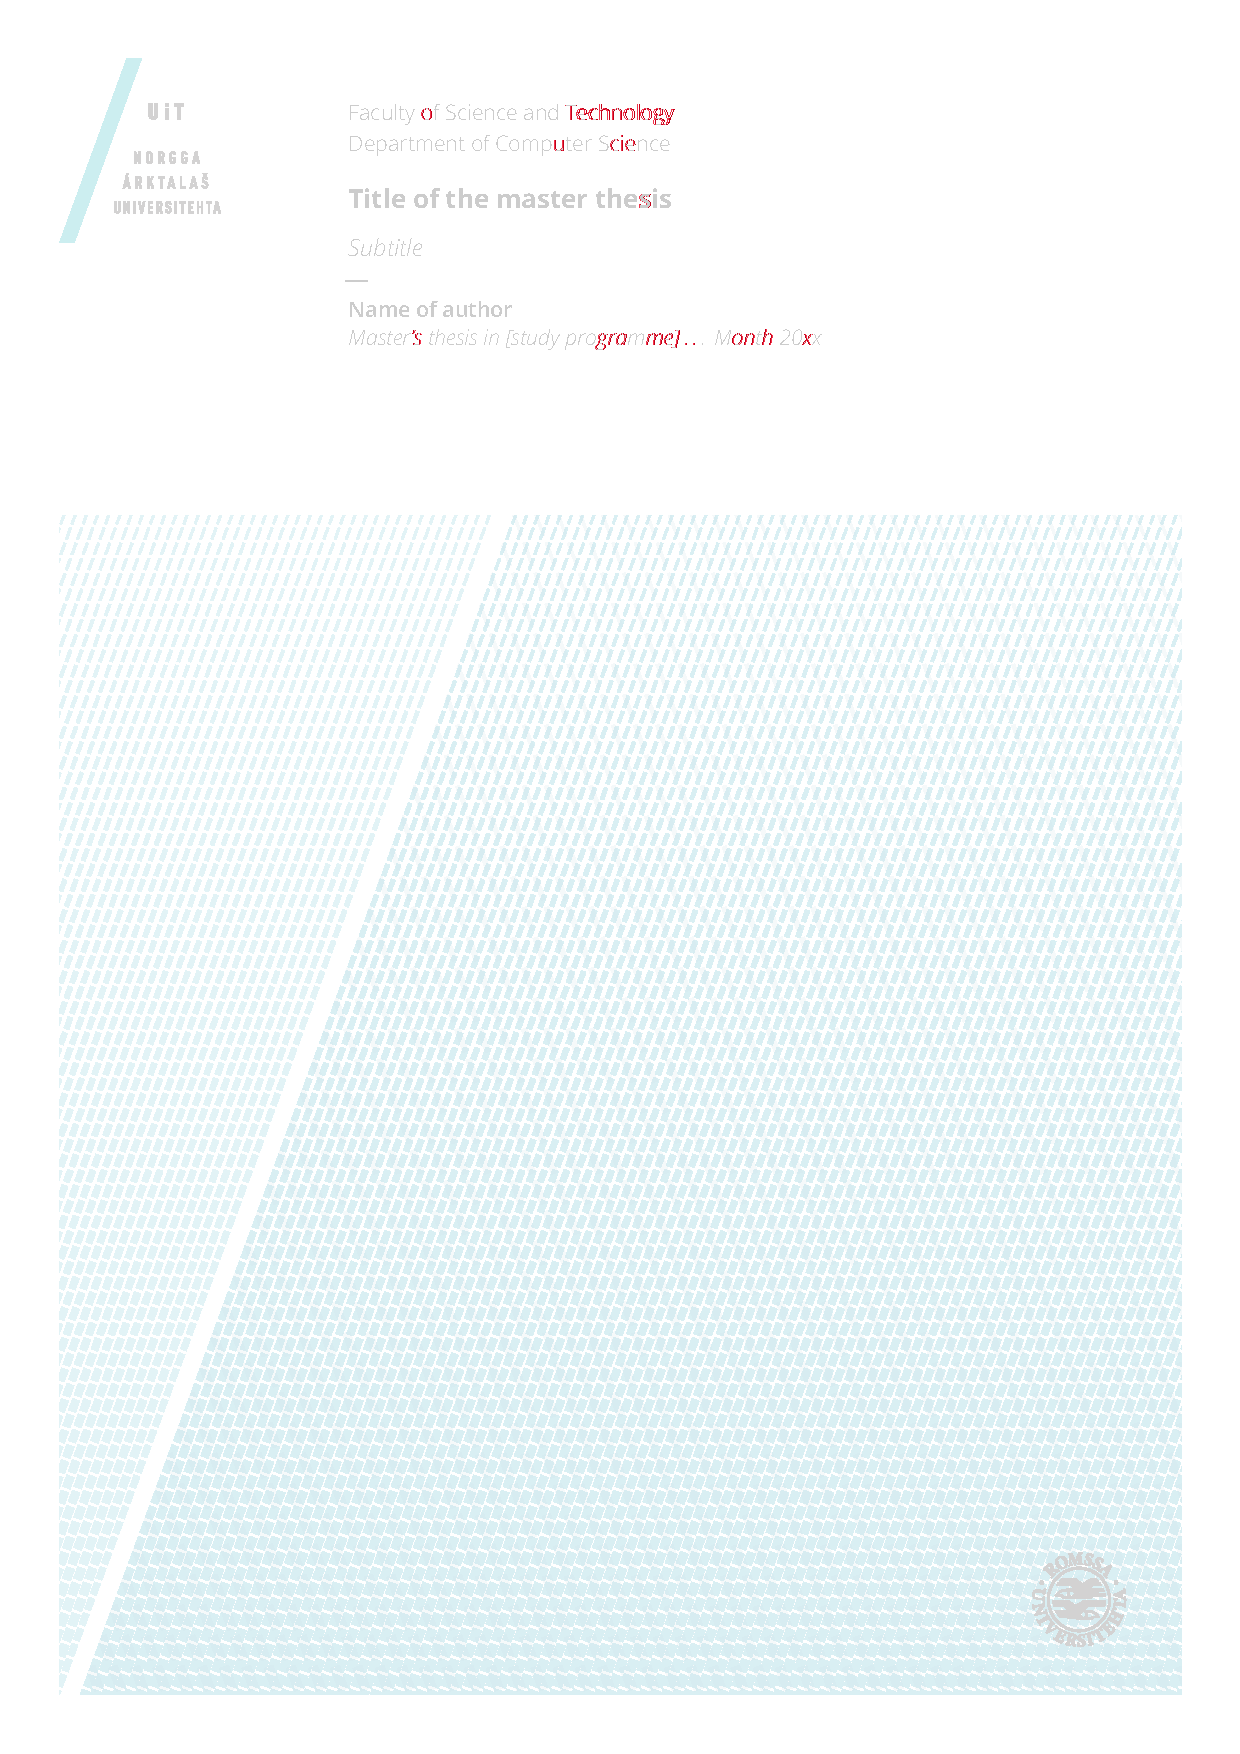 UiT
NORGGA
ÁRKTALAŠ
UNIVERSITEHTA
Faculty of Science and Technology
Department of Computer Science
Title of the master thesis
Subtitle
—
Name of author
Master’s thesis in [study programme] … Month 20xx
ROMSSA · UNIVERSITEHTA ·